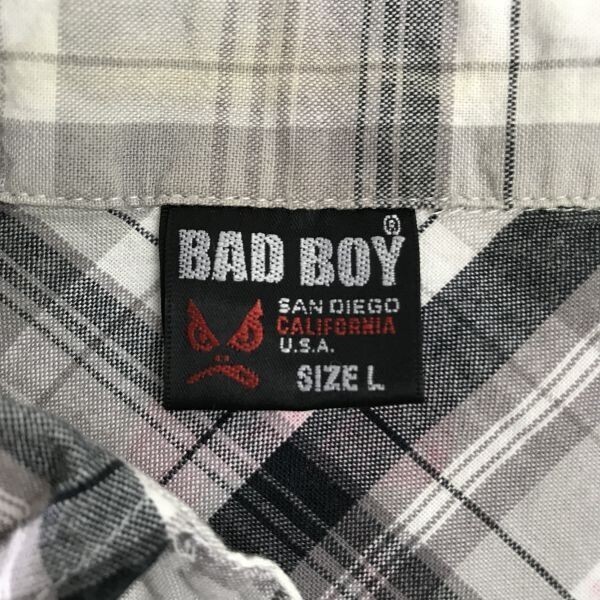 BAD BOY®
SAN DIEGO
CALIFORNIA
U.S.A.
SIZE L